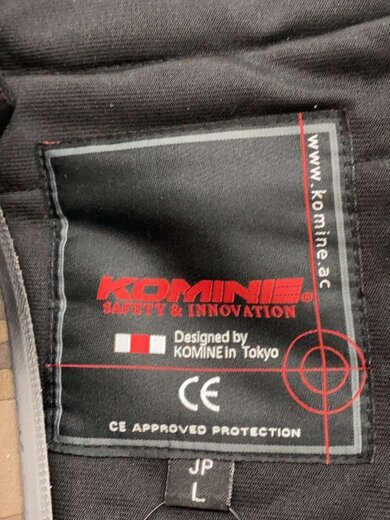 www.komine.ac
KOMINE®
SAFETY & INNOVATION
Designed by
KOMINE in Tokyo
CE
CE APPROVED PROTECTION
JP
L